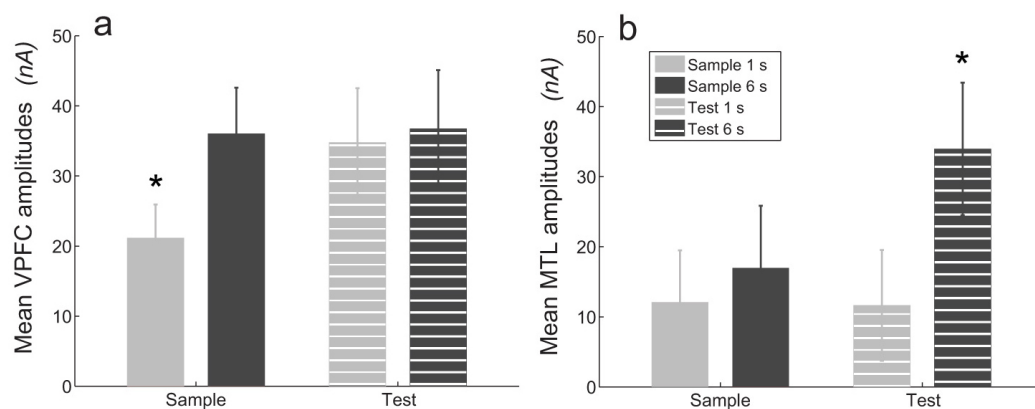 a
Mean VPFC amplitudes (nA)
50
40
30
20
10
0
*
Sample
Test
b
Mean MTL amplitudes (nA)
50
40
30
20
10
0
Sample 1 s
Sample 6 s
Test 1 s
Test 6 s
*
Sample
Test